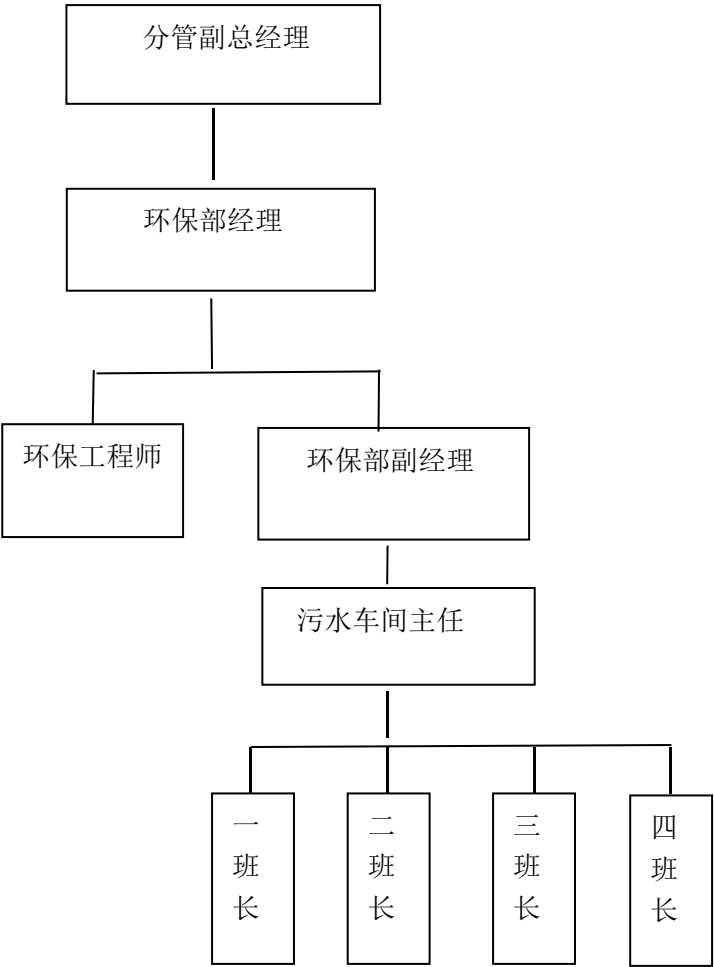 分管副总经理
环保部经理
环保工程师
环保部副经理
污水车间主任
一班长
二班长
三班长
四班长